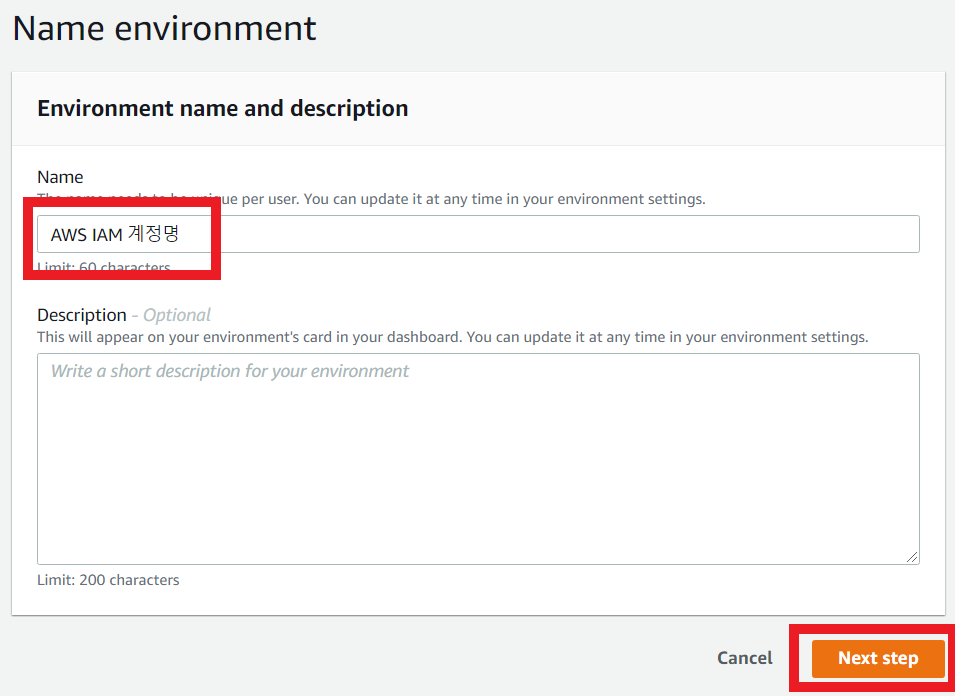 Name environment
Environment name and description
Name
The name needs to be unique per user. You can update it at any time in your environment settings.
AWS IAM 계정명
Limit: 60 characters
Description - Optional
This will appear on your environment's card in your dashboard. You can update it at any time in your environment settings.
Write a short description for your environment
Limit: 200 characters
Cancel
Next step